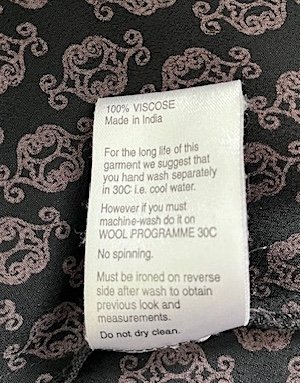 100% VISCOSE
Made in India
For the long life of this
garment we suggest that
you hand wash separately
in 30C i.e. cool water.
However if you must
machine-wash do it on
WOOL PROGRAMME 30C
No spinning.
Must be ironed on reverse
side after wash to obtain
previous look and
measurements.
Do not dry clean.